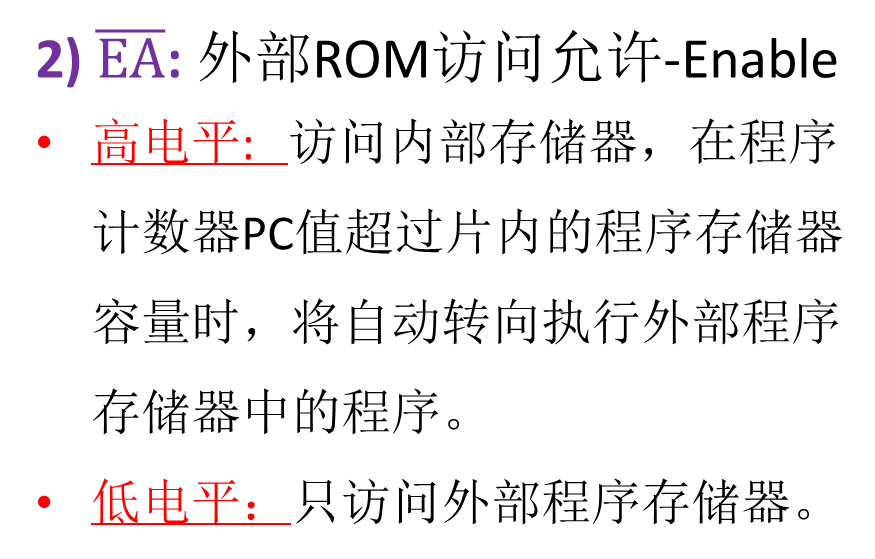 2) E̅A̅: 外部ROM访问允许-Enable
• 高电平: 访问内部存储器，在程序
计数器PC值超过片内的程序存储器
容量时，将自动转向执行外部程序
存储器中的程序。
• 低电平：只访问外部程序存储器。